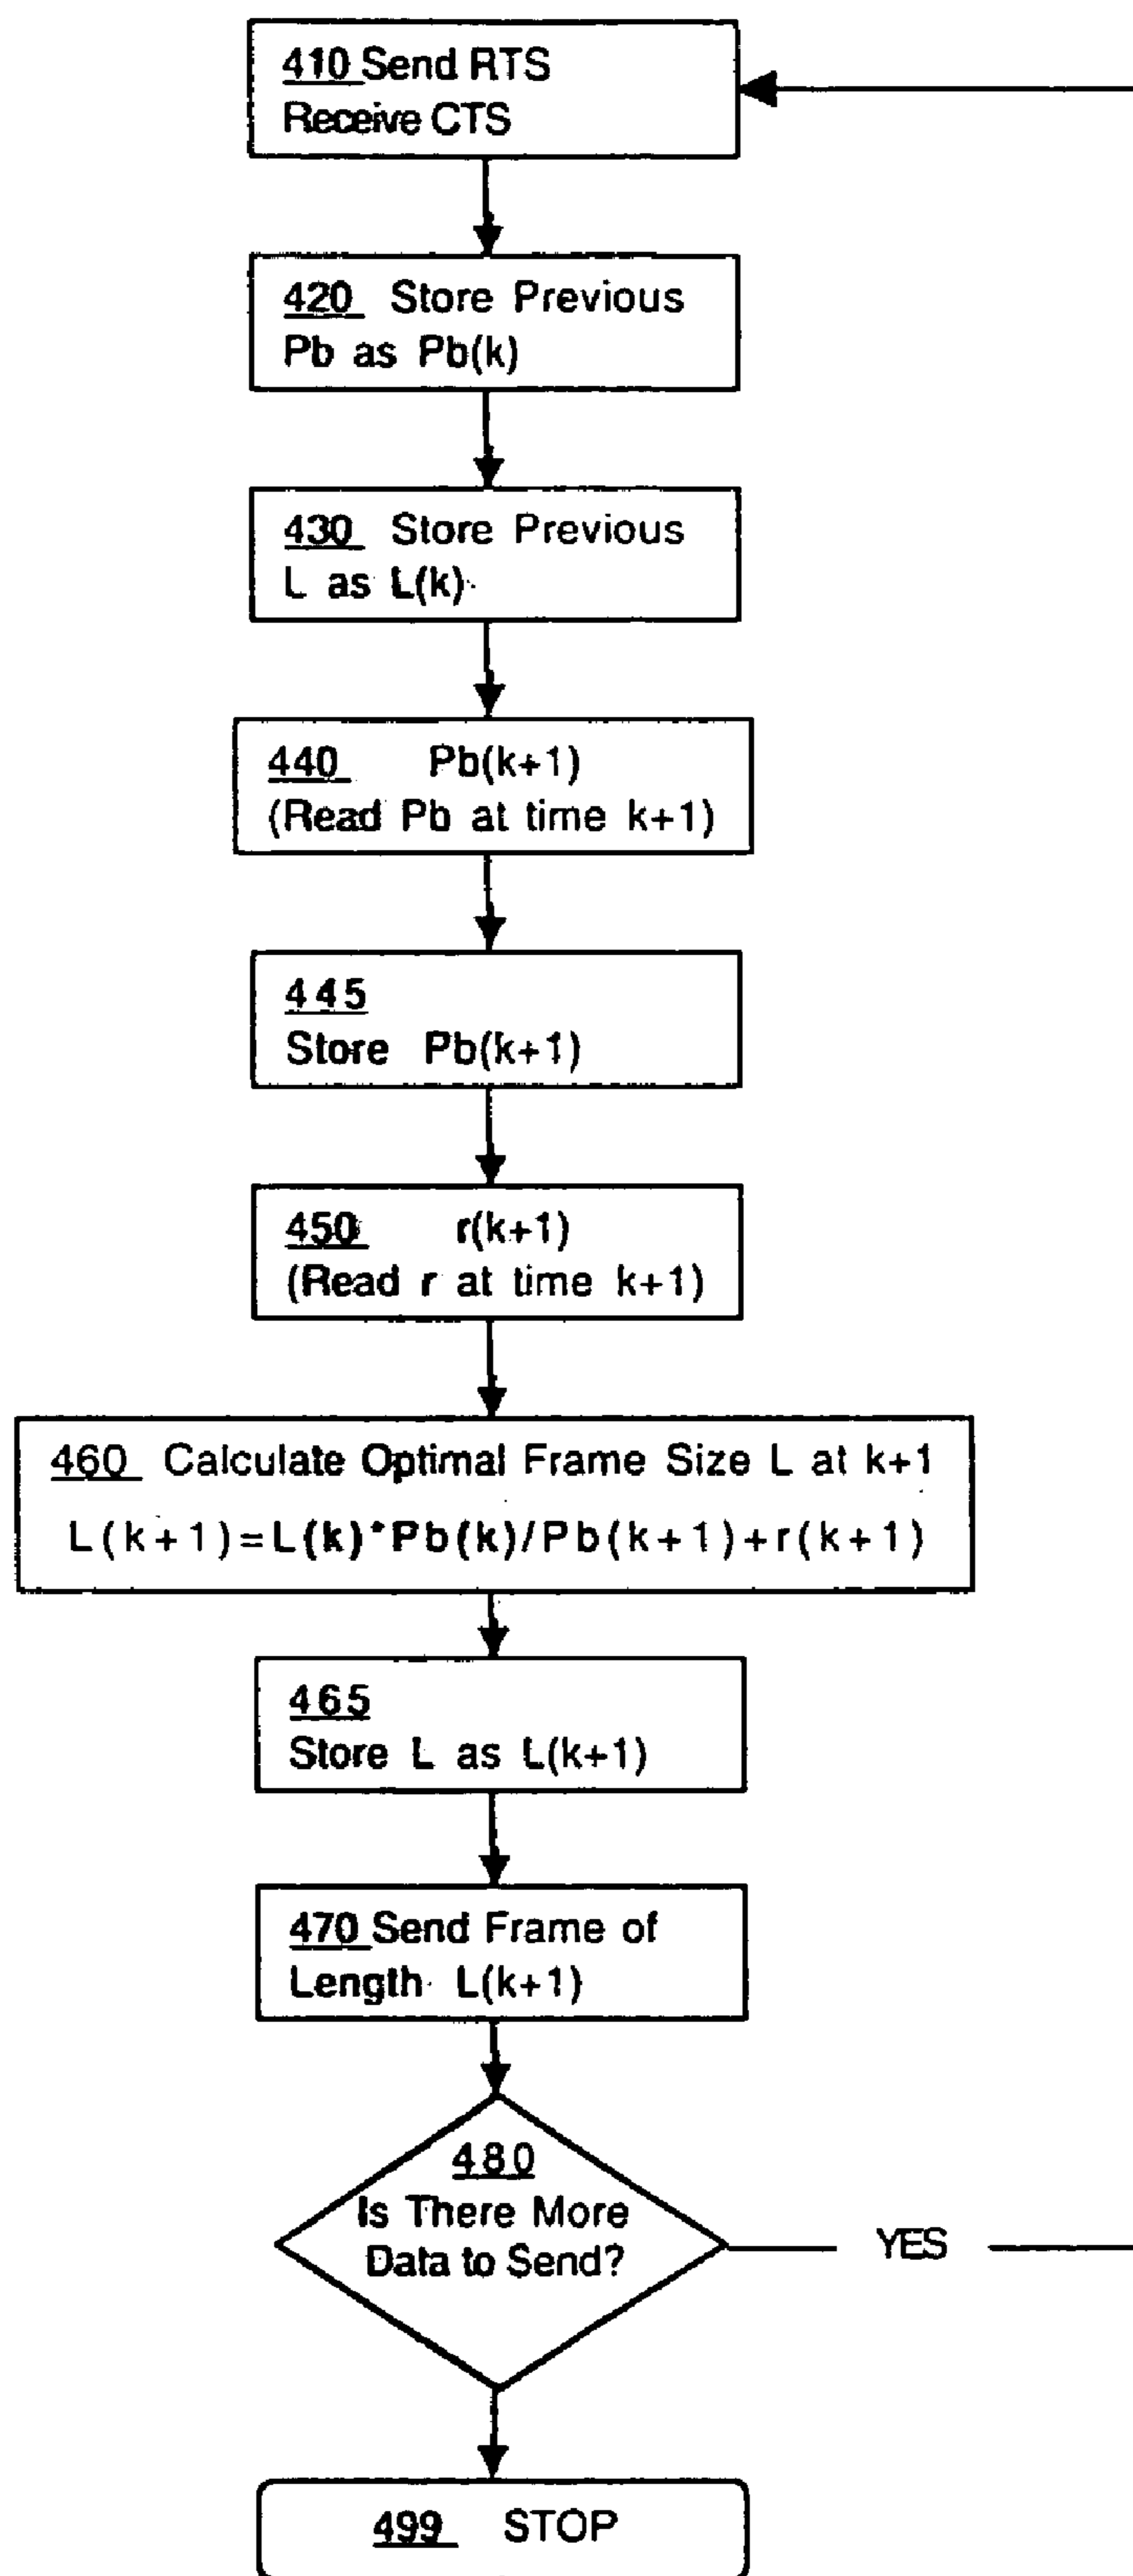 410 Send RTS
Receive CTS
420 Store Previous
Pb as Pb(k)
430 Store Previous
L as L(k)
440 Pb(k+1)
(Read Pb at time k+1)
445
Store Pb(k+1)
450 r(k+1)
(Read r at time k+1)
460 Calculate Optimal Frame Size L at k+1
L(k+1)=L(k)*Pb(k)/Pb(k+1)+r(k+1)
465
Store L as L(k+1)
470 Send Frame of
Length L(k+1)
480
Is There More
Data to Send?
YES
499 STOP